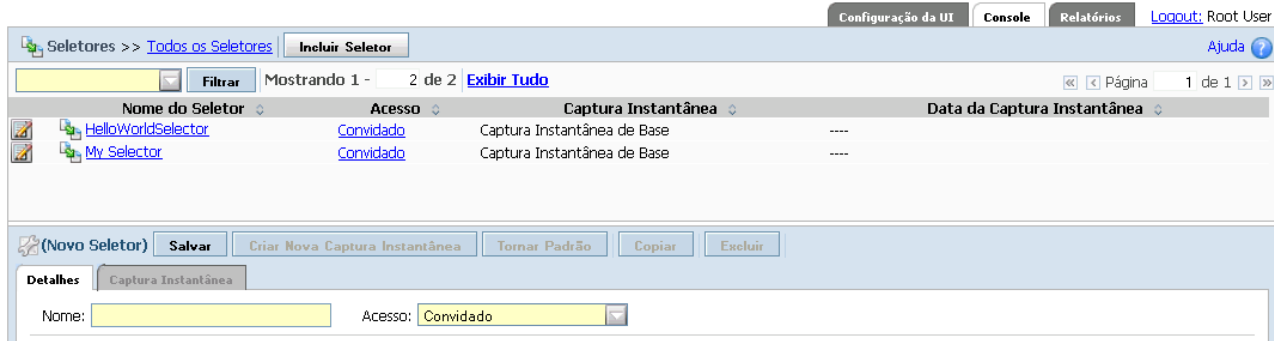 Configuração da UI Console Relatórios Logout: Root User
Seletores >> Todos os Seletores Incluir Seletor Ajuda ?
Filtrar Mostrando 1 - 2 de 2 Exibir Tudo Página 1 de 1
Nome do Seletor Acesso Captura Instantânea Data da Captura Instantânea
HelloWorldSelector Convidado Captura Instantânea de Base ----
My Selector Convidado Captura Instantânea de Base ----
(Novo Seletor) Salvar Criar Nova Captura Instantânea Tornar Padrão Copiar Excluir
Detalhes Captura Instantânea
Nome: Acesso: Convidado